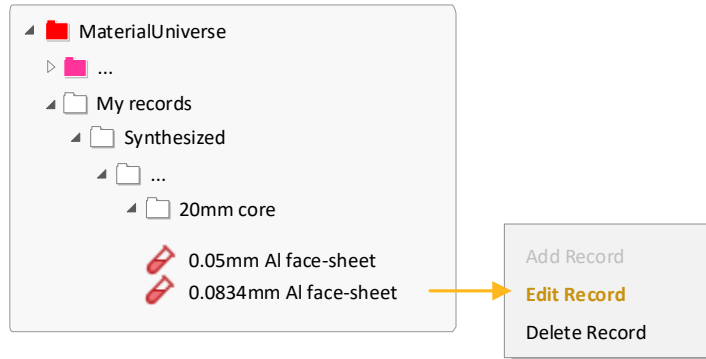 MaterialUniverse
...
My records
Synthesized
...
20mm core
0.05mm Al face-sheet
0.0834mm Al face-sheet
Add Record
Edit Record
Delete Record